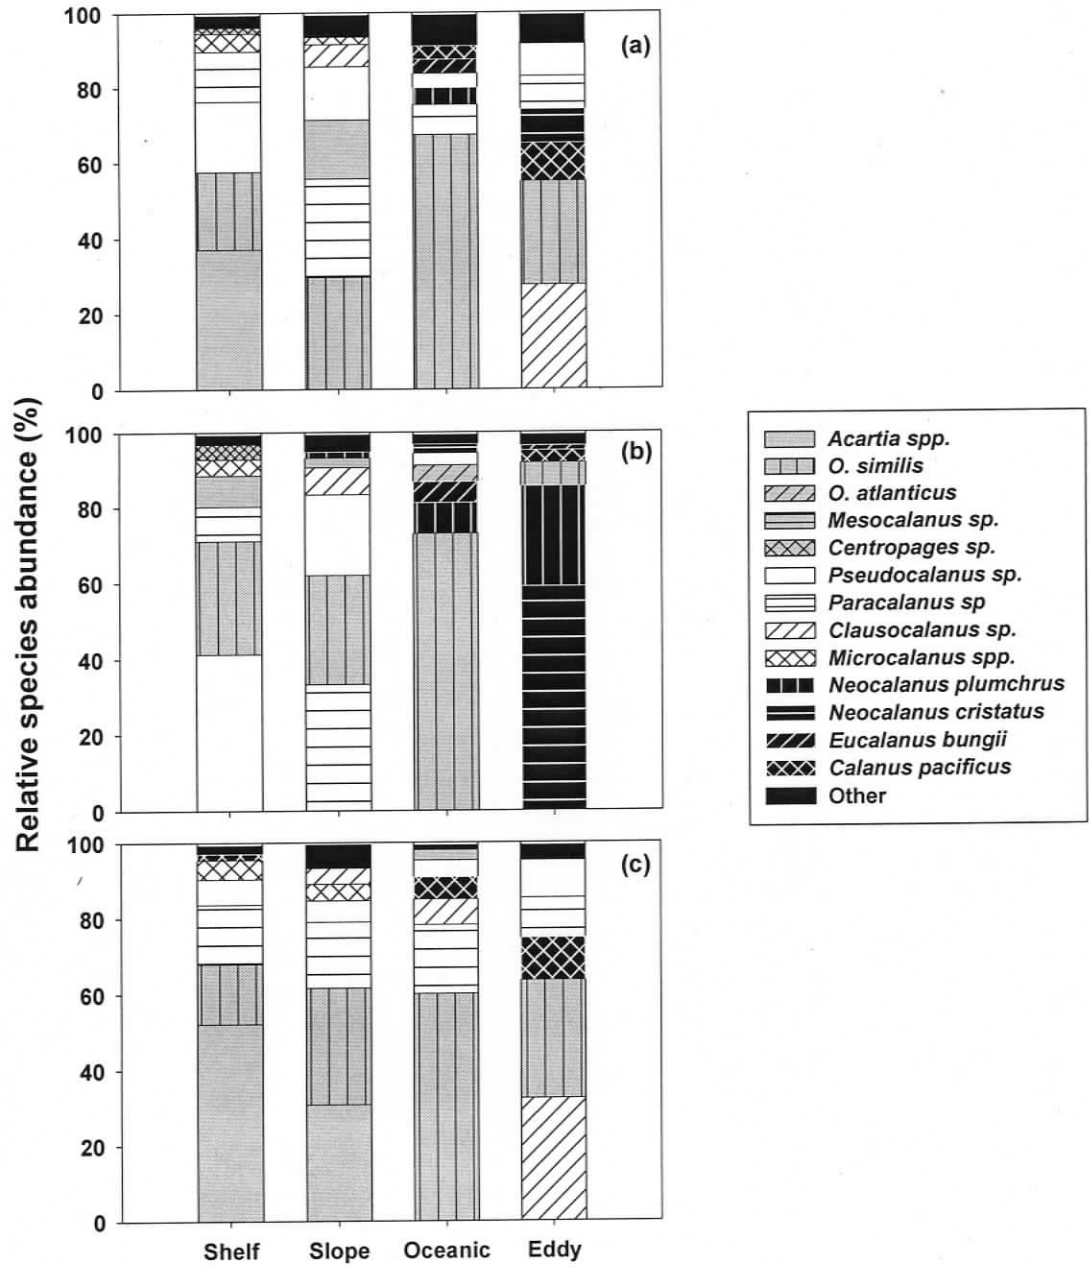 Relative species abundance (%)
100
80
60
40
20
0
(a)
100
80
60
40
20
0
(b)
100
80
60
40
20
0
(c)
Shelf Slope Oceanic Eddy
Acartia spp.
O. similis
O. atlanticus
Mesocalanus sp.
Centropages sp.
Pseudocalanus sp.
Paracalanus sp
Clausocalanus sp.
Microcalanus spp.
Neocalanus plumchrus
Neocalanus cristatus
Eucalanus bungii
Calanus pacificus
Other